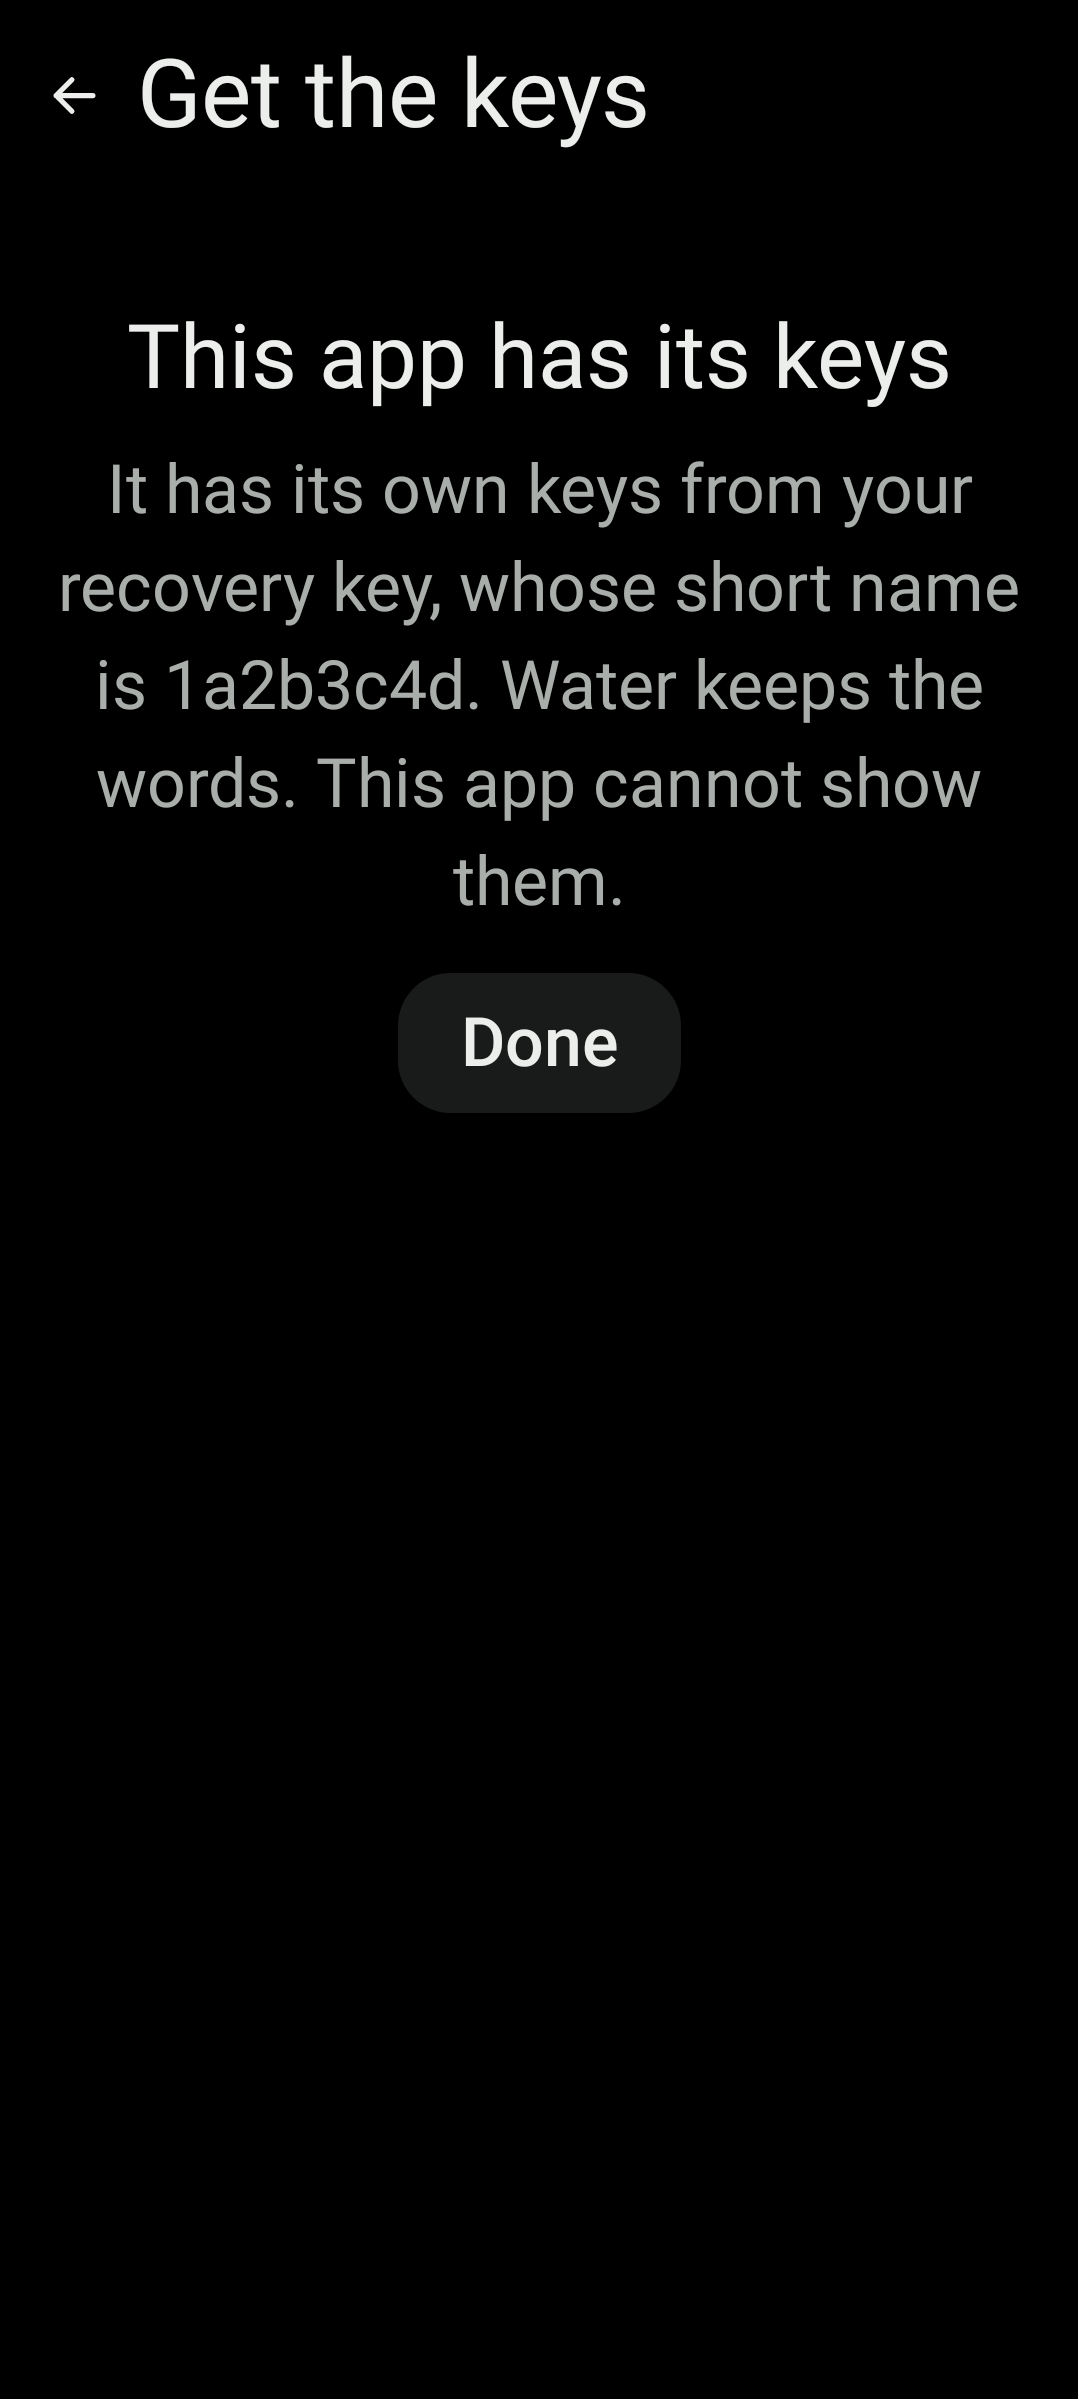 Get the keys
This app has its keys
It has its own keys from your
recovery key, whose short name
is 1a2b3c4d. Water keeps the
words. This app cannot show
them.
Done